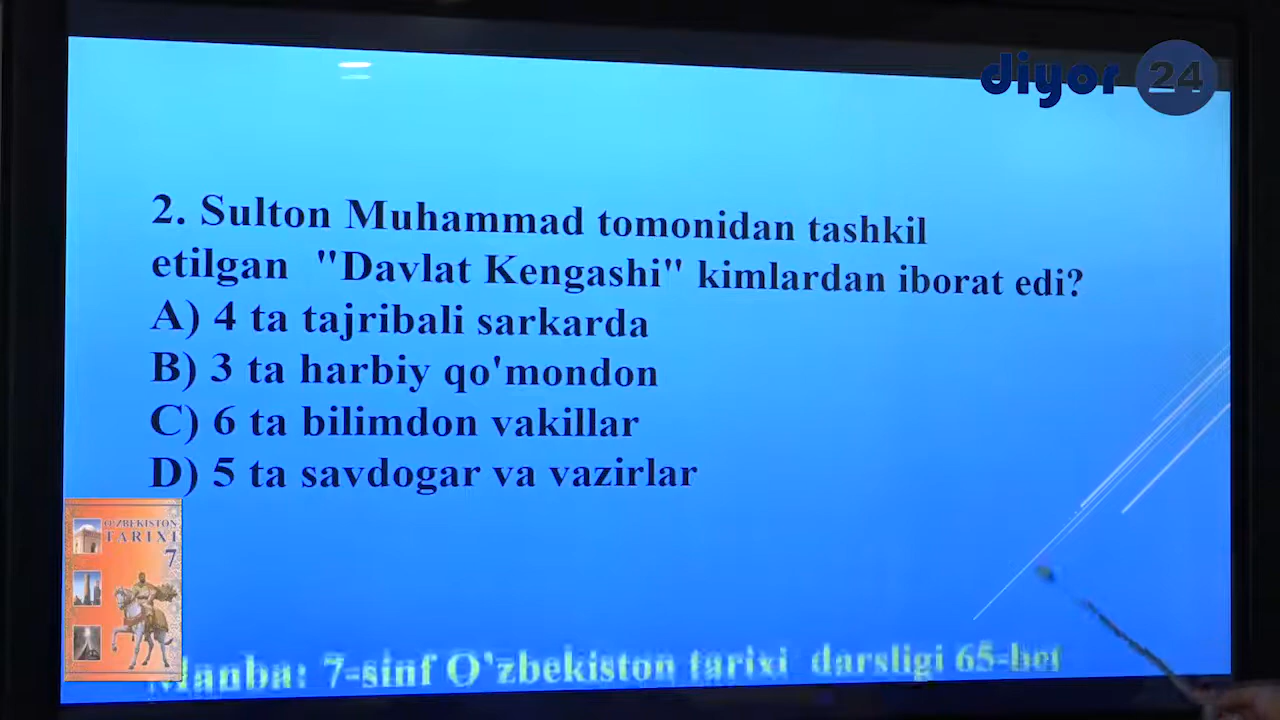 diyor 24
2. Sulton Muhammad tomonidan tashkil
etilgan "Davlat Kengashi" kimlardan iborat edi?
A) 4 ta tajribali sarkarda
B) 3 ta harbiy qo'mondon
C) 6 ta bilimdon vakillar
D) 5 ta savdogar va vazirlar
O'ZBEKISTON
TARIXI
7
Manba: 7-sinf O'zbekiston tarixi darsligi 65-bet